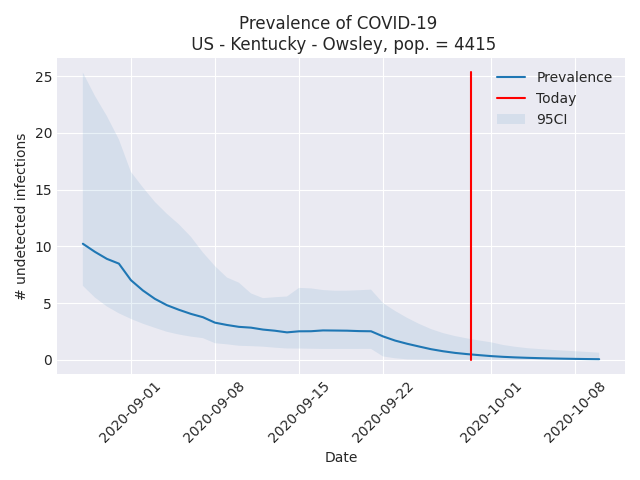 Prevalence of COVID-19
US - Kentucky - Owsley, pop. = 4415
Prevalence
Today
95CI
# undetected infections
25
20
15
10
5
0
2020-09-01
2020-09-08
2020-09-15
2020-09-22
2020-10-01
2020-10-08
Date